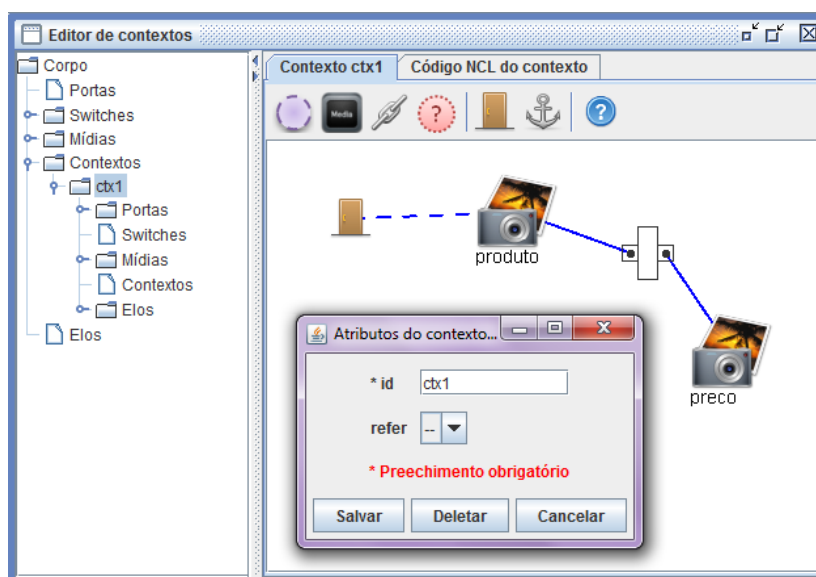 Editor de contextos
Corpo
Portas
Switches
Mídias
Contextos
ctx1
Portas
Switches
Mídias
Contextos
Elos
Elos
Contexto ctx1
Código NCL do contexto
Media
?
?
produto
preco
Atributos do contexto...
* id
ctx1
refer
--
* Preechimento obrigatório
Salvar
Deletar
Cancelar